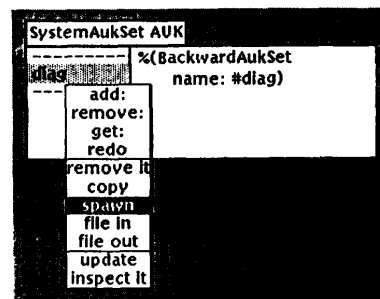 SystemAukSet AUK
----------
diag
%(BackwardAukSet
name: #diag)
add:
remove:
get:
redo
remove it
copy
spawn
file in
file out
update
inspect it